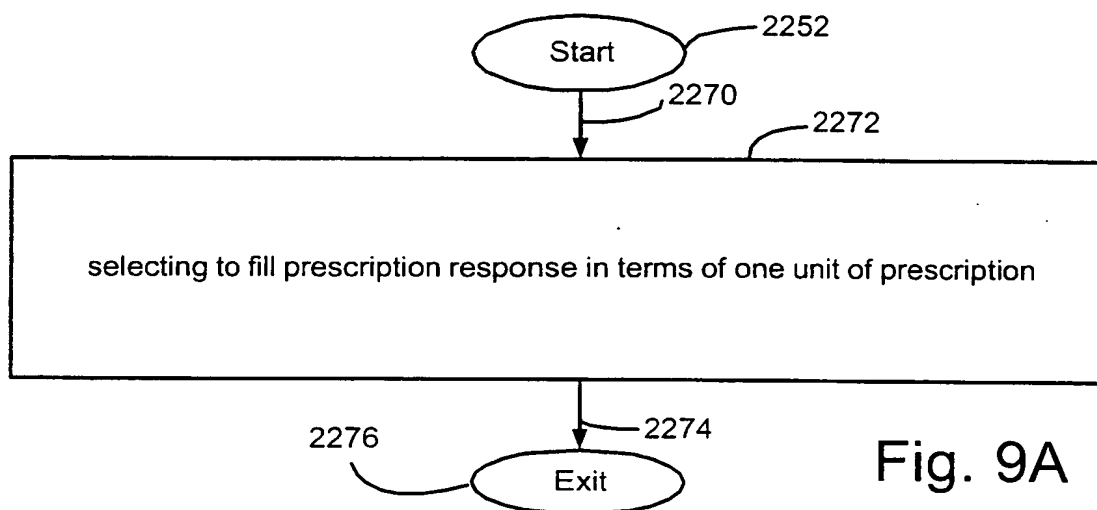 2252
Start
2270
2272
selecting to fill prescription response in terms of one unit of prescription
2276
2274
Exit
Fig. 9A